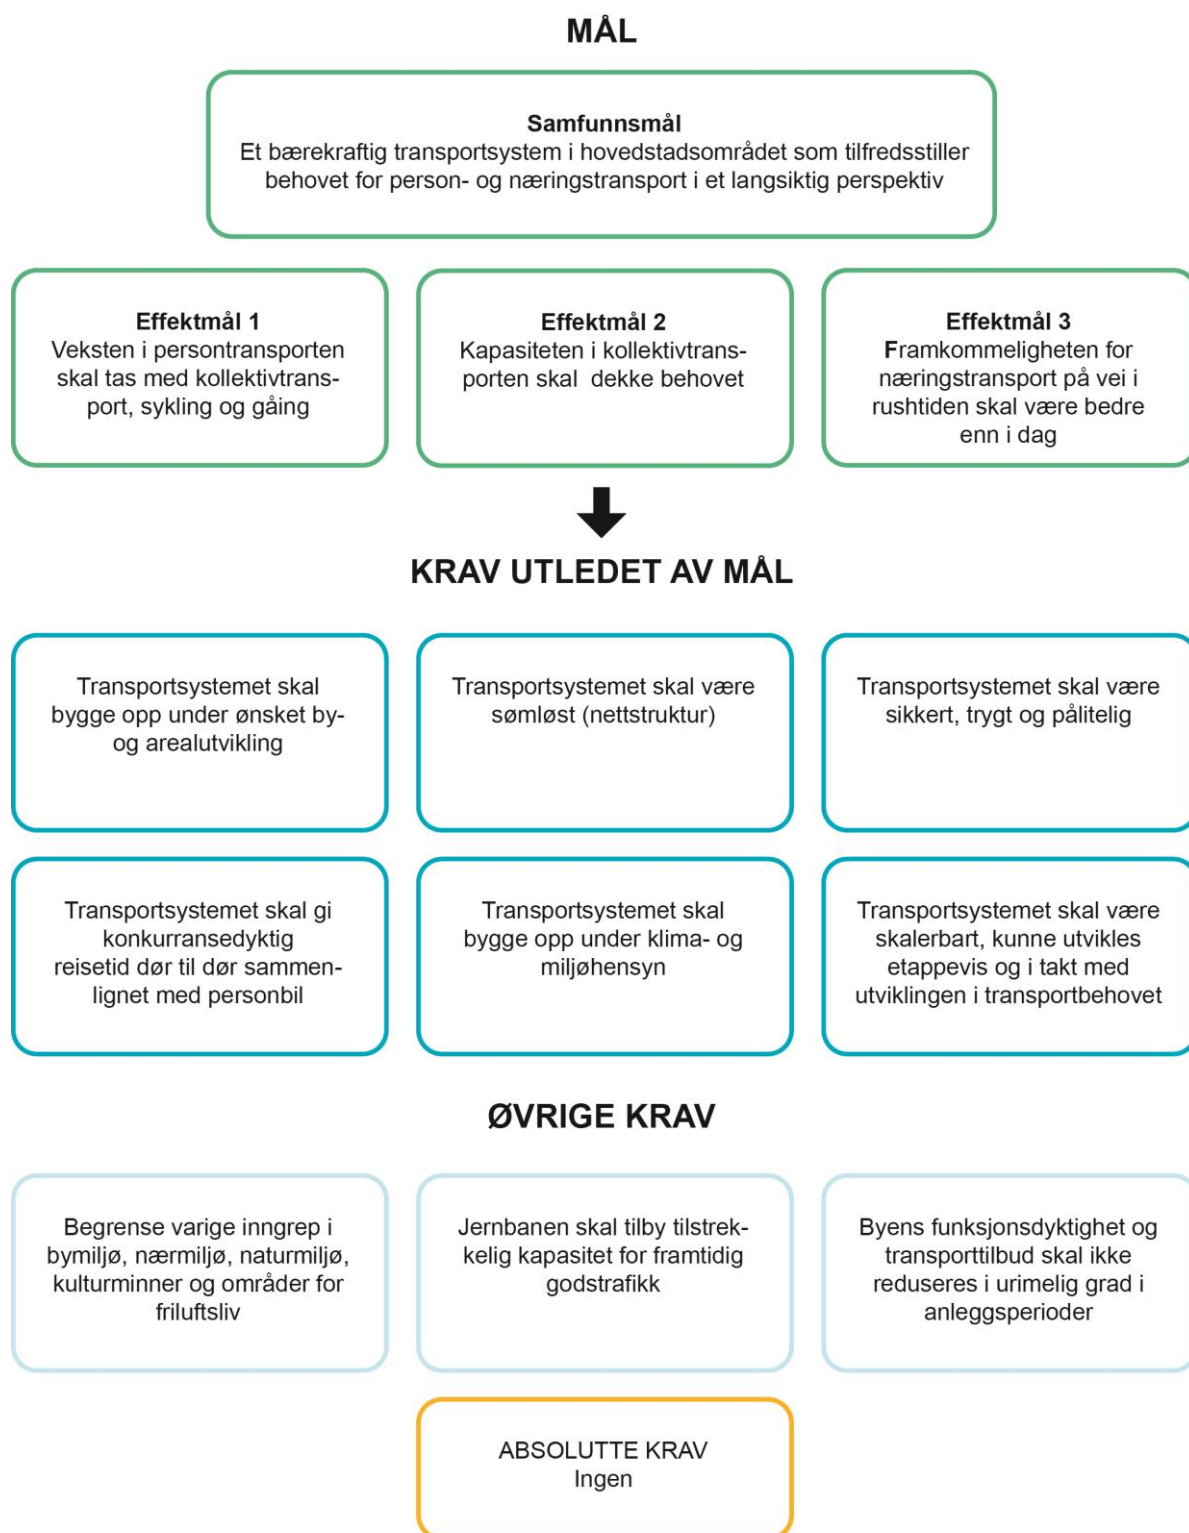 MÅL
Samfunnsmål
Et bærekraftig transportsystem i hovedstadsområdet som tilfredsstiller
behovet for person- og næringstransport i et langsiktig perspektiv
Effektmål 1
Veksten i persontransporten
skal tas med kollektivtrans-
port, sykling og gåing
Effektmål 2
Kapasiteten i kollektivtrans-
porten skal dekke behovet
Effektmål 3
Framkommeligheten for
næringstransport på vei i
rushtiden skal være bedre
enn i dag
KRAV UTLEDET AV MÅL
Transportsystemet skal
bygge opp under ønsket by-
og arealutvikling
Transportsystemet skal være
sømløst (nettstruktur)
Transportsystemet skal være
sikkert, trygt og pålitelig
Transportsystemet skal gi
konkurransedyktig
reisetid dør til dør sammen-
lignet med personbil
Transportsystemet skal
bygge opp under klima- og
miljøhensyn
Transportsystemet skal være
skalerbart, kunne utvikles
etappevis og i takt med
utviklingen i transportbehovet
ØVRIGE KRAV
Begrense varige inngrep i
bymiljø, nærmiljø, naturmiljø,
kulturminner og områder for
friluftsliv
Jernbanen skal tilby tilstrek-
kelig kapasitet for framtidig
godstrafikk
Byens funksjonsdyktighet og
transporttilbud skal ikke
reduseres i urimelig grad i
anleggsperioder
ABSOLUTTE KRAV
Ingen